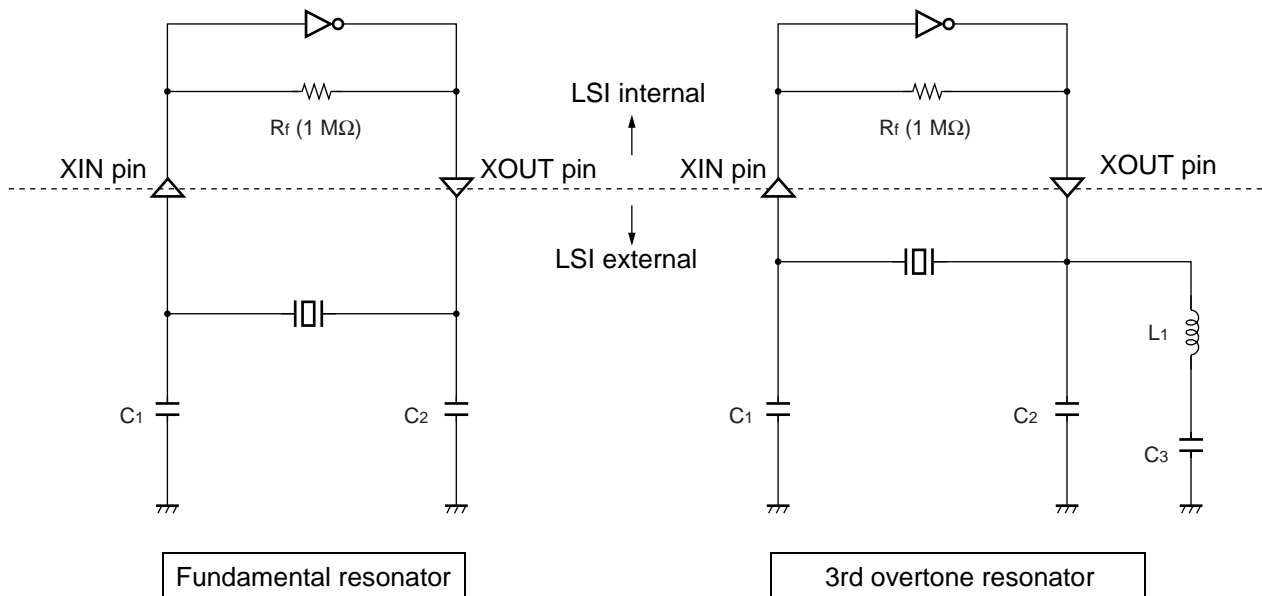 Rf (1 MΩ)
XIN pin
XOUT pin
C1
C2
Fundamental resonator
LSI internal
LSI external
Rf (1 MΩ)
XIN pin
XOUT pin
L1
C1
C2
C3
3rd overtone resonator